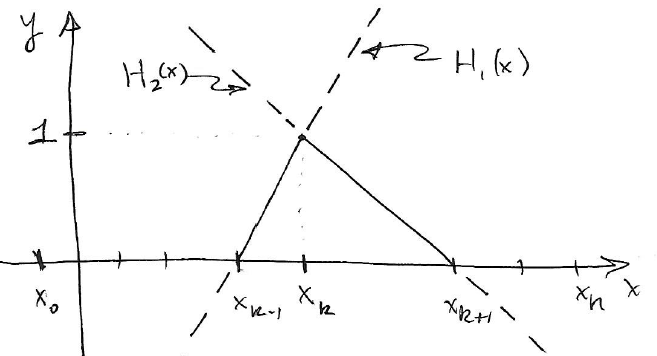 y
H₂(x)
H₁(x)
1
x₀
xₖ₋₁
xₖ
xₖ₊₁
xₙ
x